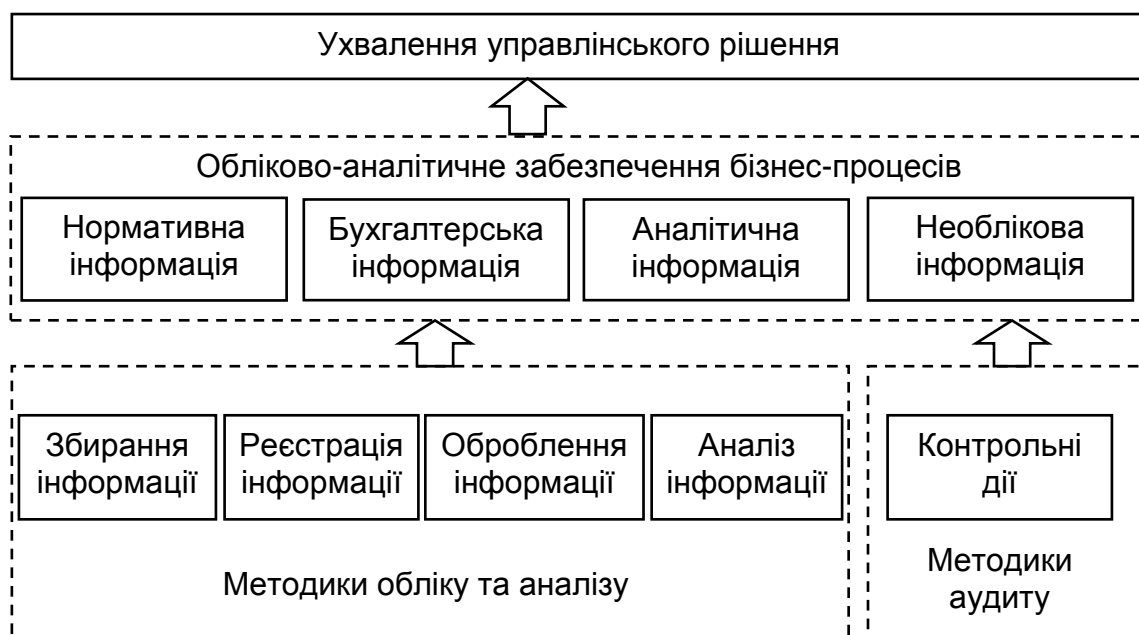 Ухвалення управлінського рішення
Обліково-аналітичне забезпечення бізнес-процесів
Нормативна
інформація
Бухгалтерська
інформація
Аналітична
інформація
Необлікова
інформація
Збирання
інформації
Реєстрація
інформації
Оброблення
інформації
Аналіз
інформації
Контрольні
дії
Методики обліку та аналізу
Методики
аудиту